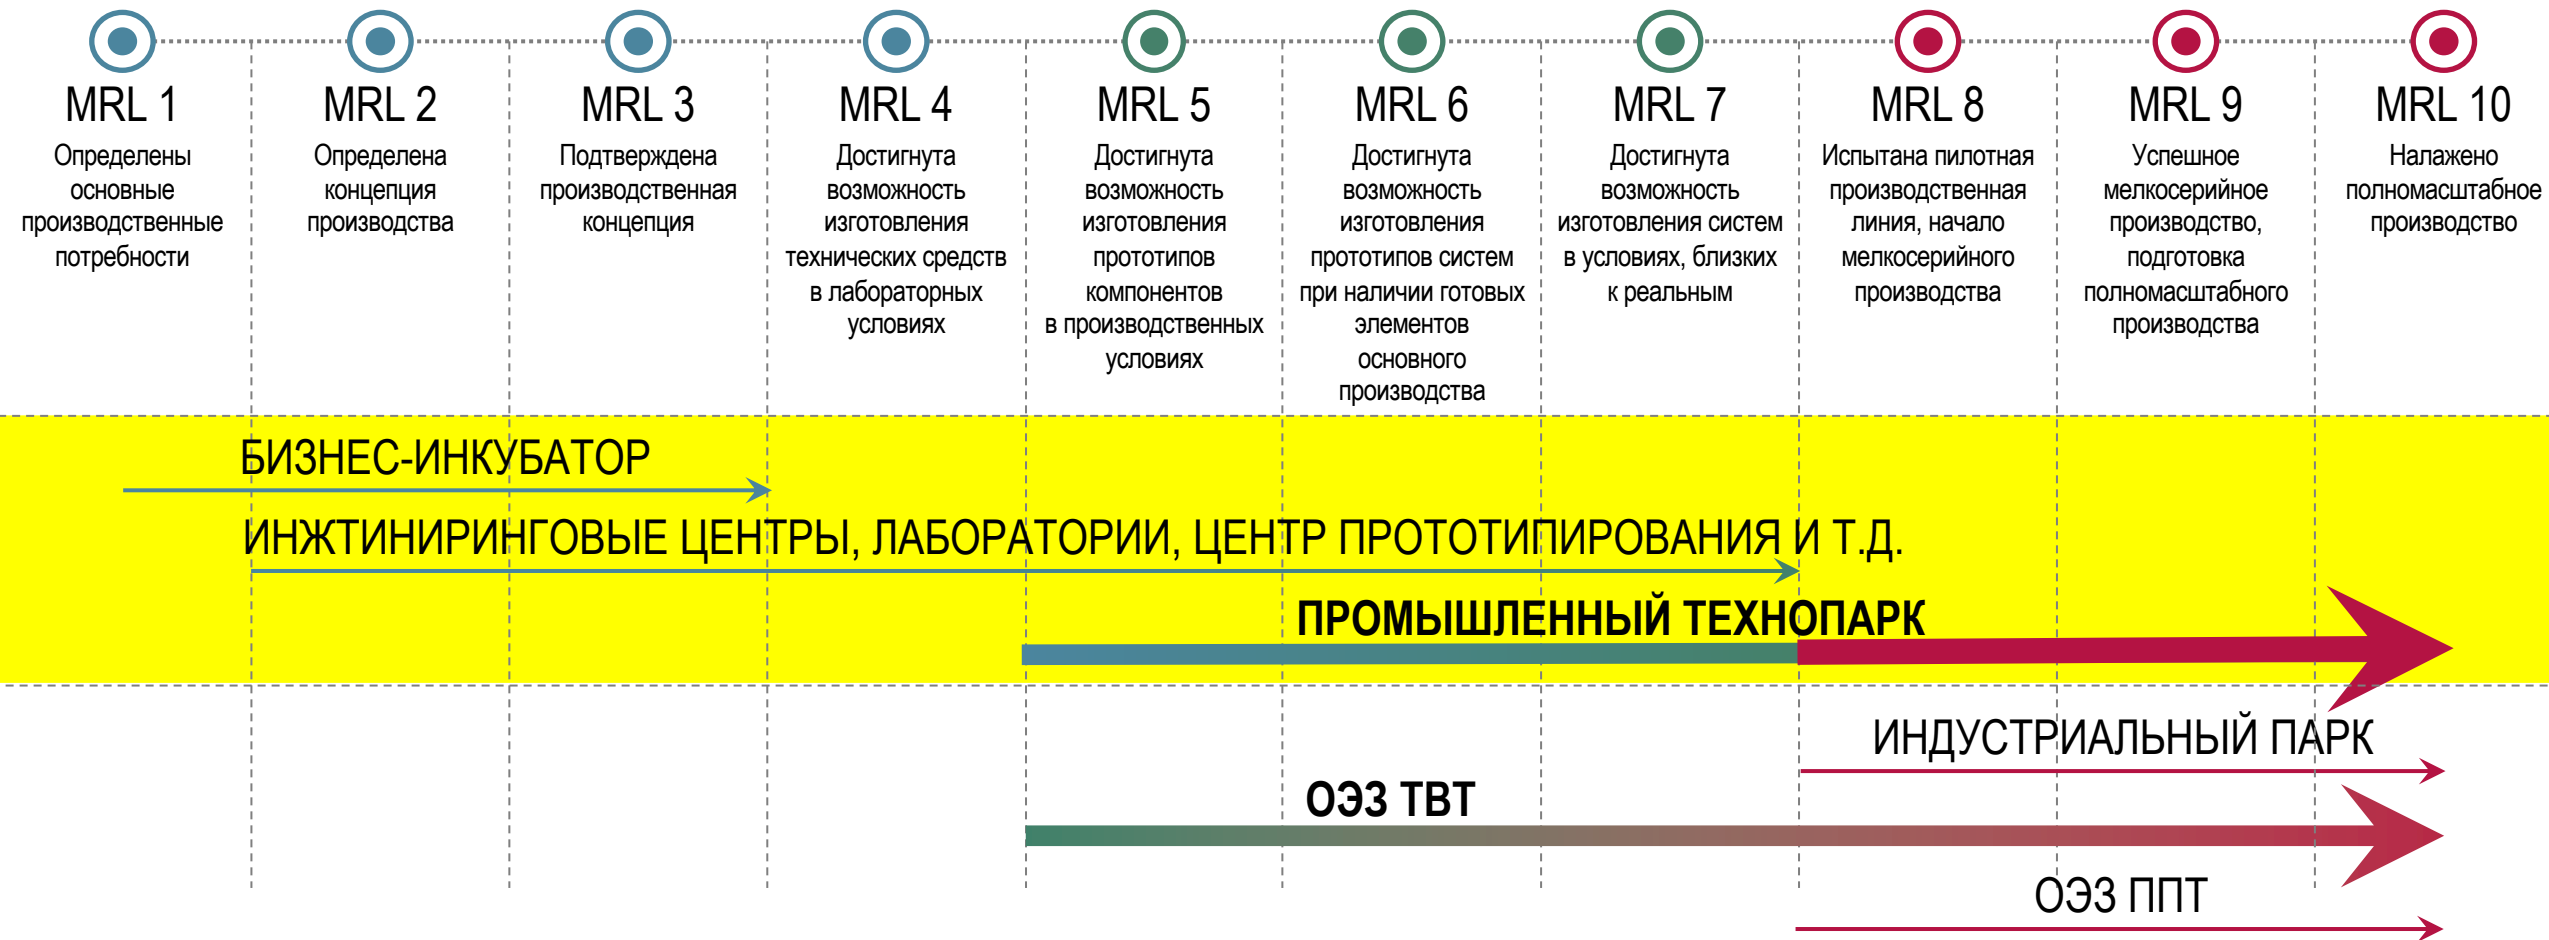 MRL 1
Определены
основные
производственные
потребности
MRL 2
Определена
концепция
производства
MRL 3
Подтверждена
производственная
концепция
MRL 4
Достигнута
возможность
изготовления
технических средств
в лабораторных
условиях
MRL 5
Достигнута
возможность
изготовления
прототипов
компонентов
в производственных
условиях
MRL 6
Достигнута
возможность
изготовления
прототипов систем
при наличии готовых
элементов
основного
производства
MRL 7
Достигнута
возможность
изготовления систем
в условиях, близких
к реальным
MRL 8
Испытана пилотная
производственная
линия, начало
мелкосерийного
производства
MRL 9
Успешное
мелкосерийное
производство,
подготовка
полномасштабного
производства
MRL 10
Налажено
полномасштабное
производство
БИЗНЕС-ИНКУБАТОР
ИНЖТИНИРИНГОВЫЕ ЦЕНТРЫ, ЛАБОРАТОРИИ, ЦЕНТР ПРОТОТИПИРОВАНИЯ И Т.Д.
ПРОМЫШЛЕННЫЙ ТЕХНОПАРК
ИНДУСТРИАЛЬНЫЙ ПАРК
ОЭЗ ТВТ
ОЭЗ ППТ